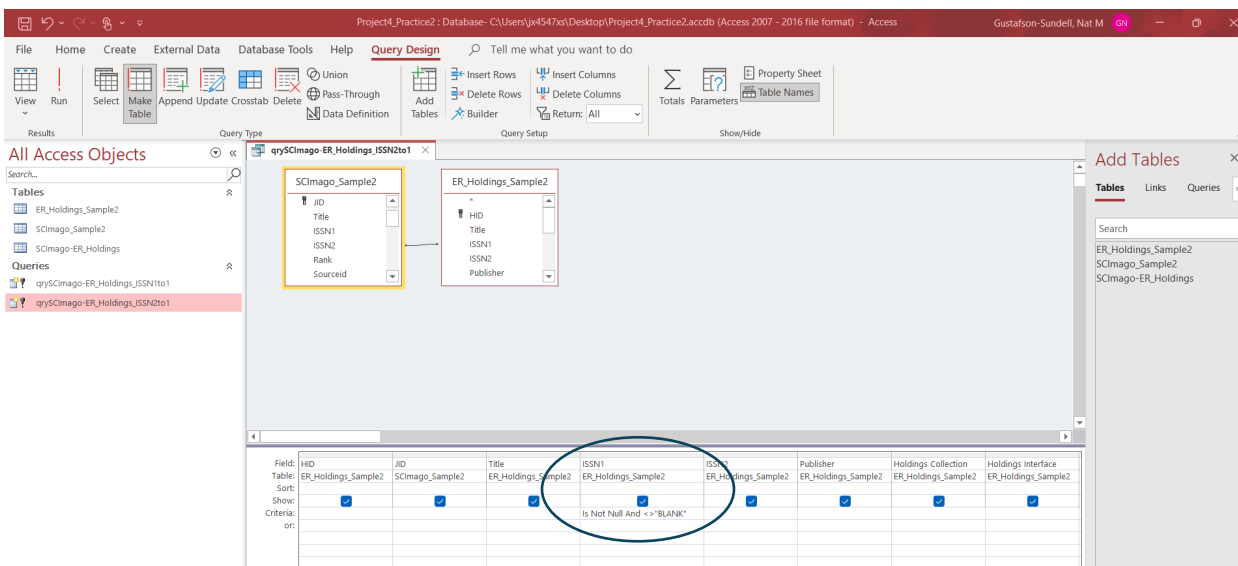 Project4_Practice2 : Database- C:\Users\jx4547xs\Desktop\Project4_Practice2.accdb (Access 2007 - 2016 file format) - Access
Gustafson-Sundell, Nat M GN
File Home Create External Data Database Tools Help Query Design Tell me what you want to do
View Run Select Make Table Append Update Crosstab Delete
Union
Pass-Through
Data Definition
Add Tables
Insert Rows
Delete Rows
Builder
Insert Columns
Delete Columns
Return: All
Totals Parameters
Property Sheet
Table Names
Results Query Type Query Setup Show/Hide
All Access Objects
Search...
Tables
ER_Holdings_Sample2
SCImago_Sample2
SCImago-ER_Holdings
Queries
qrySCImago-ER_Holdings_ISSN1to1
qrySCImago-ER_Holdings_ISSN2to1
qrySCImago-ER_Holdings_ISSN2to1
SCImago_Sample2
JID
Title
ISSN1
ISSN2
Rank
Sourceid
ER_Holdings_Sample2
*
HID
Title
ISSN1
ISSN2
Publisher
Field: HID JID Title ISSN1 ISSN2 Publisher Holdings Collection Holdings Interface
Table: ER_Holdings_Sample2 SCImago_Sample2 ER_Holdings_Sample2 ER_Holdings_Sample2 ER_Holdings_Sample2 ER_Holdings_Sample2 ER_Holdings_Sample2 ER_Holdings_Sample2
Sort:
Show:
Criteria: Is Not Null And <>"BLANK"
or:
Add Tables
Tables Links Queries
Search
ER_Holdings_Sample2
SCImago_Sample2
SCImago-ER_Holdings